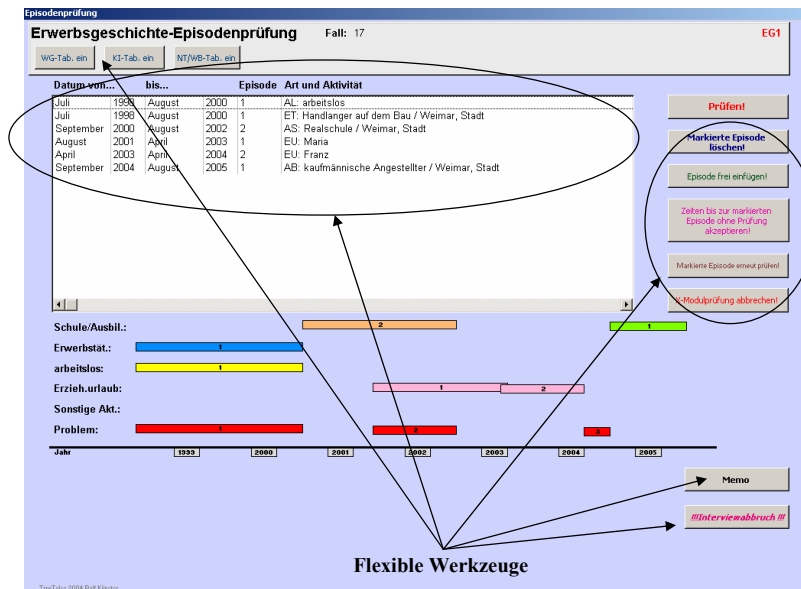 Episodenprüfung
Erwerbsgeschichte-Episodenprüfung Fall: 17 EG1
WG-Tab. ein KI-Tab. ein NT/WB-Tab. ein
Datum von... bis... Episode Art und Aktivität
Juli 1998 August 2000 1 AL: arbeitslos
Juli 1998 August 2000 1 ET: Handlanger auf dem Bau / Weimar, Stadt
September 2000 August 2002 2 AS: Realschule / Weimar, Stadt
August 2001 April 2003 1 EU: Maria
April 2003 April 2004 2 EU: Franz
September 2004 August 2005 1 AB: kaufmännische Angestellter / Weimar, Stadt
Prüfen!
Markierte Episode
löschen!
Episode frei einfügen!
Zeiten bis zur markierten
Episode ohne Prüfung
akzeptieren!
Markierte Episode erneut prüfen!
X-Modulprüfung abbrechen!
Schule/Ausbil.: 2 1
Erwerbstät.: 1
arbeitslos: 1
Erzieh.urlaub: 1 2
Sonstige Akt.:
Problem: 1 2 3
Jahr 1999 2000 2001 2002 2003 2004 2005
Memo
!!!Interviewabbruch !!!
Flexible Werkzeuge
2004 Ralf